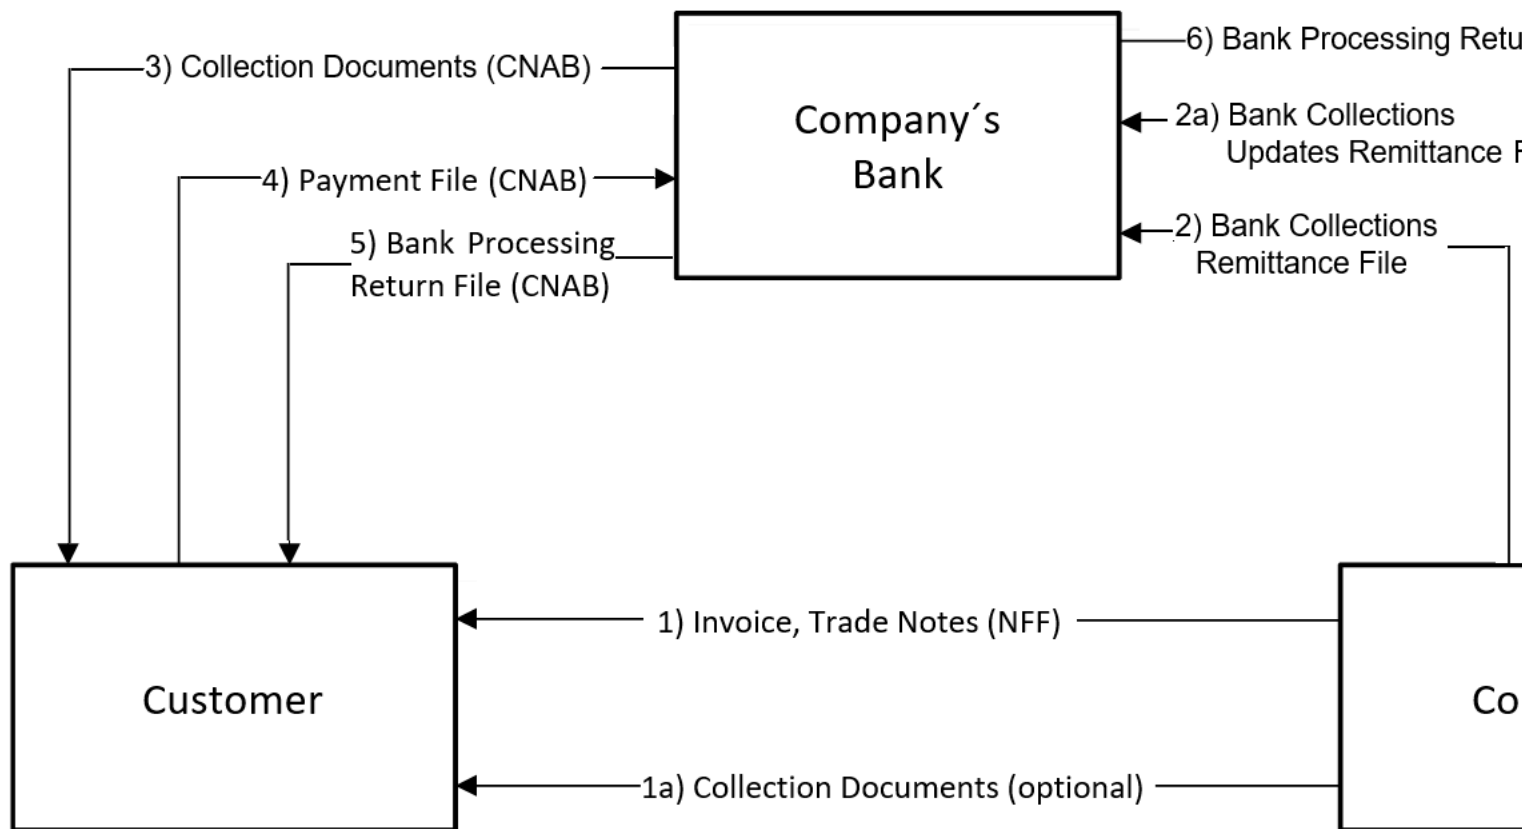 3) Collection Documents (CNAB)
6) Bank Processing
Company´s
Bank
2a) Bank Collections
Updates Remittance
4) Payment File (CNAB)
2) Bank Collections
Remittance File
5) Bank Processing
Return File (CNAB)
1) Invoice, Trade Notes (NFF)
Customer
1a) Collection Documents (optional)